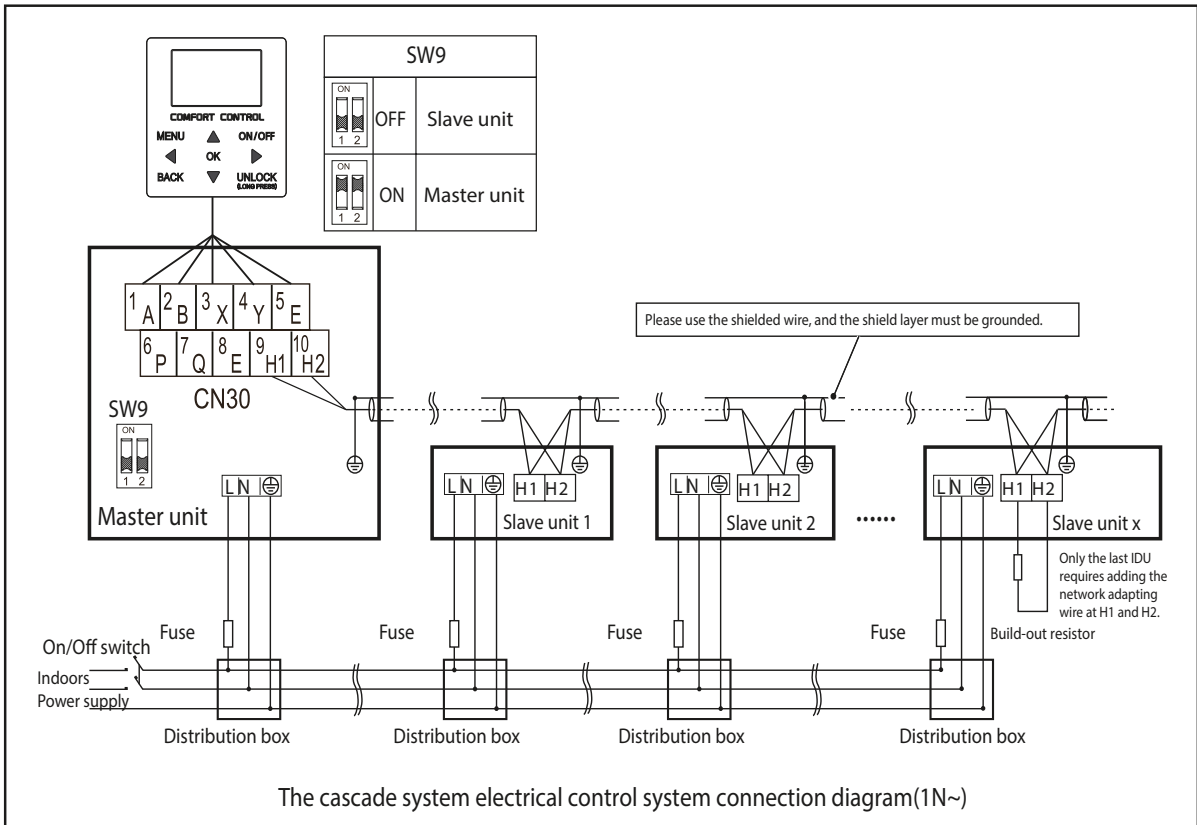 COMFORT CONTROL
MENU ON/OFF
OK
BACK UNLOCK
(LONG PRESS)
SW9
ON
1 2
OFF
Slave unit
ON
1 2
ON
Master unit
1 A 2 B 3 X 4 Y 5 E
6 P 7 Q 8 E 9 H1 10 H2
CN30
SW9
ON
1 2
Master unit
L N
Please use the shielded wire, and the shield layer must be grounded.
L N
H1 H2
Slave unit 1
L N
H1 H2
Slave unit 2
......
L N
H1 H2
Slave unit x
Only the last IDU
requires adding the
network adapting
wire at H1 and H2.
Build-out resistor
Fuse
Fuse
Fuse
Fuse
On/Off switch
Indoors
Power supply
Distribution box
Distribution box
Distribution box
Distribution box
The cascade system electrical control system connection diagram(1N~)